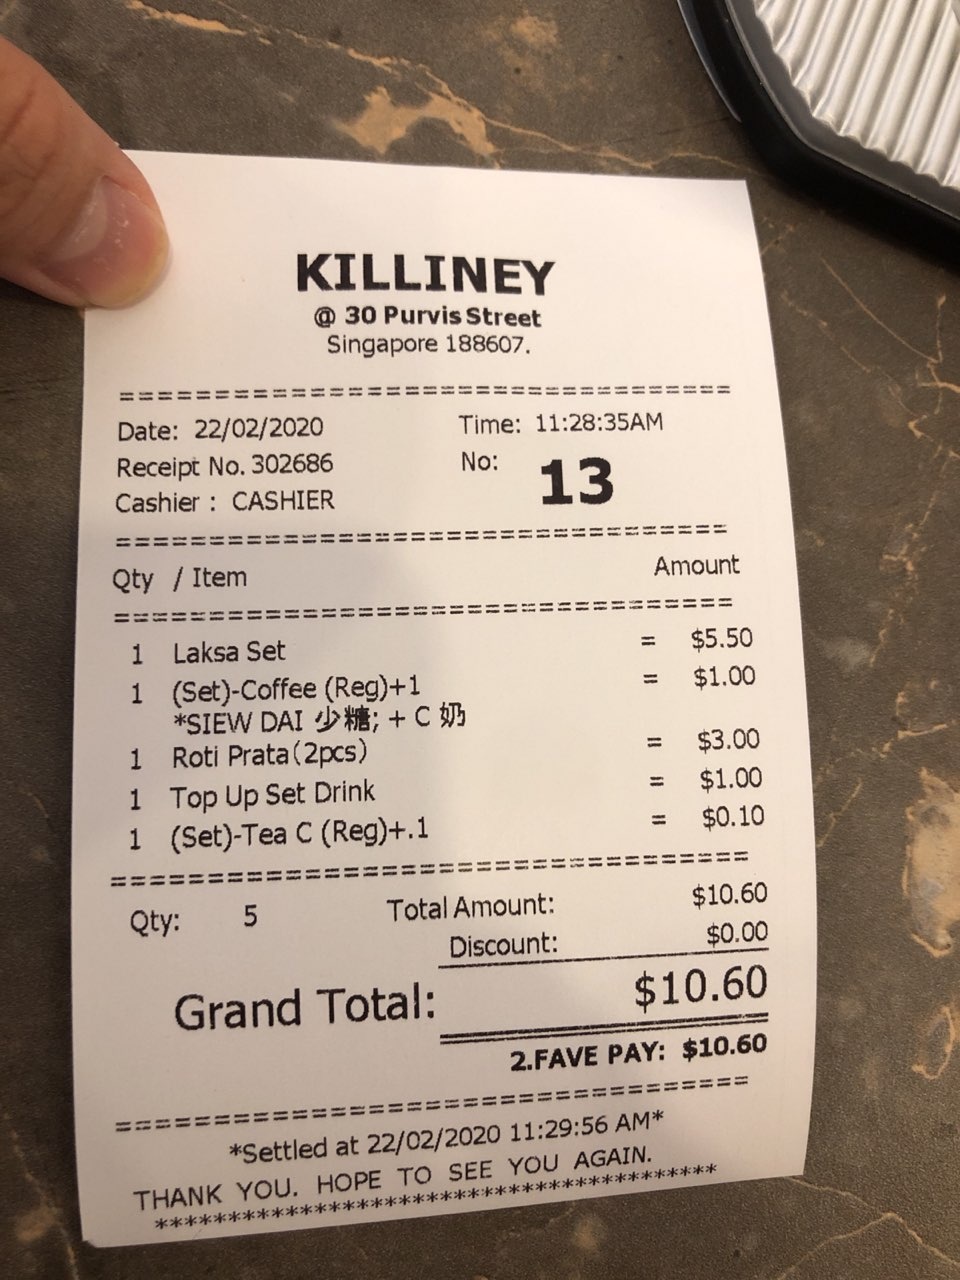 KILLINEY
@ 30 Purvis Street
Singapore 188607.
===================================
Date: 22/02/2020 Time: 11:28:35AM
Receipt No. 302686 No: 13
Cashier : CASHIER
===================================
Qty / Item Amount
===================================
1 Laksa Set = $5.50
1 (Set)-Coffee (Reg)+1 = $1.00
*SIEW DAI 少糖; + C 奶
1 Roti Prata(2pcs) = $3.00
1 Top Up Set Drink = $1.00
1 (Set)-Tea C (Reg)+.1 = $0.10
===================================
Qty: 5 Total Amount: $10.60
Discount: $0.00
Grand Total: $10.60
2.FAVE PAY: $10.60
===================================
*Settled at 22/02/2020 11:29:56 AM*
THANK YOU. HOPE TO SEE YOU AGAIN.
***************************************